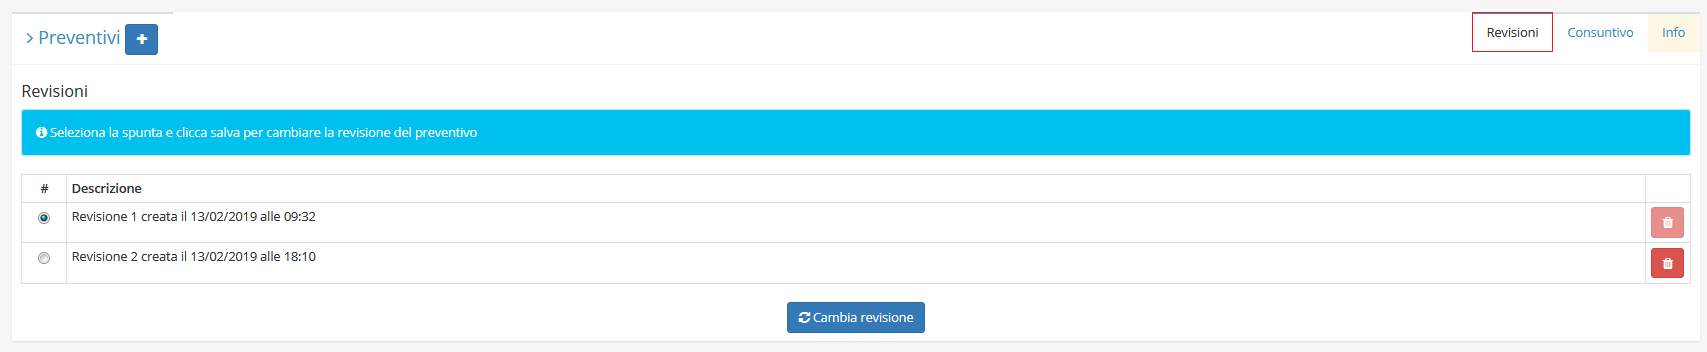 Preventivi
Revisioni Consuntivo Info
Revisioni
Seleziona la spunta e clicca salva per cambiare la revisione del preventivo
# Descrizione
Revisione 1 creata il 13/02/2019 alle 09:32
Revisione 2 creata il 13/02/2019 alle 18:10
Cambia revisione